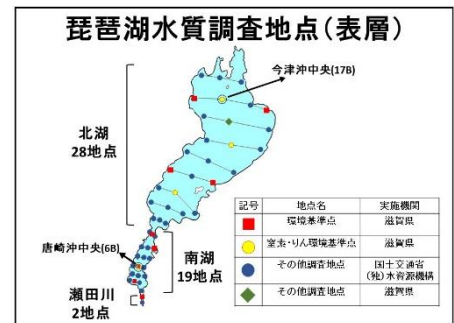 琵琶湖水質調査地点(表層)
今津沖中央(17B)
北湖
28地点
唐崎沖中央(6B)
南湖
19地点
瀬田川
2地点
記号 地点名 実施機関
環境基準点 滋賀県
窒素・りん環境基準点 滋賀県
その他調査地点 国土交通省
(独)水資源機構
その他調査地点 滋賀県